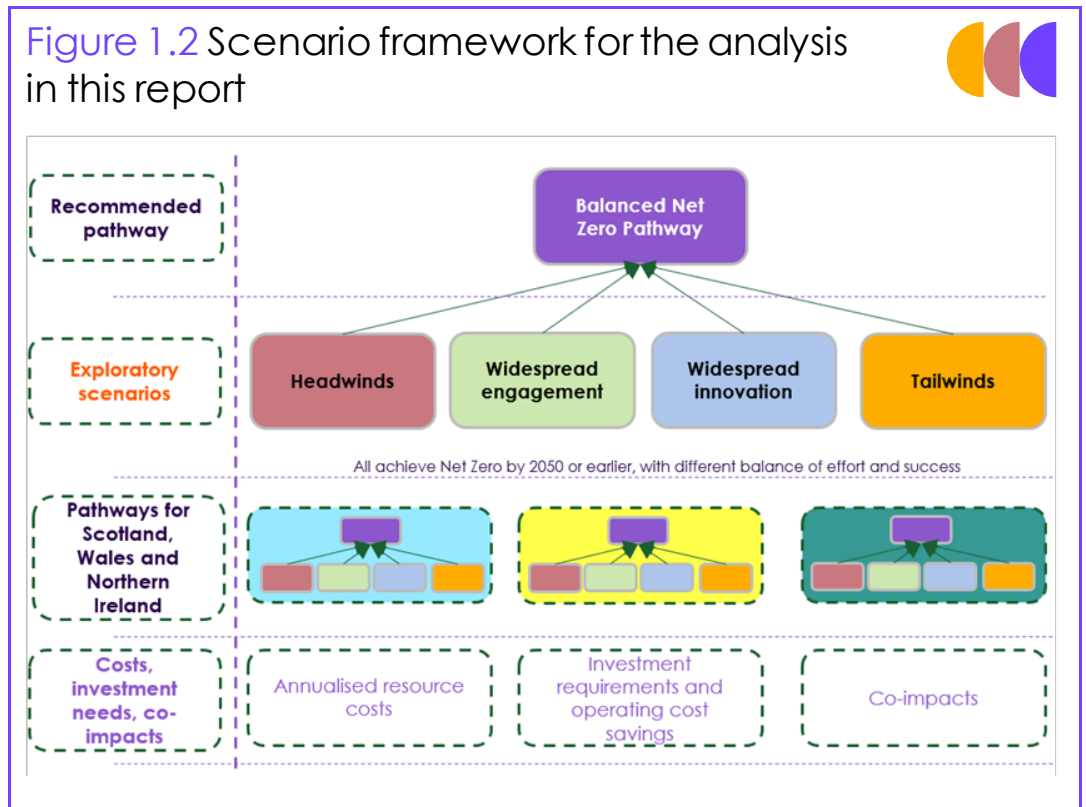 Figure 1.2 Scenario framework for the analysis
in this report
Recommended
pathway
Balanced Net
Zero Pathway
Exploratory
scenarios
Headwinds
Widespread
engagement
Widespread
innovation
Tailwinds
All achieve Net Zero by 2050 or earlier, with different balance of effort and success
Pathways for
Scotland,
Wales and
Northern
Ireland
Costs,
investment
needs, co-
impacts
Annualised resource
costs
Investment
requirements and
operating cost
savings
Co-impacts